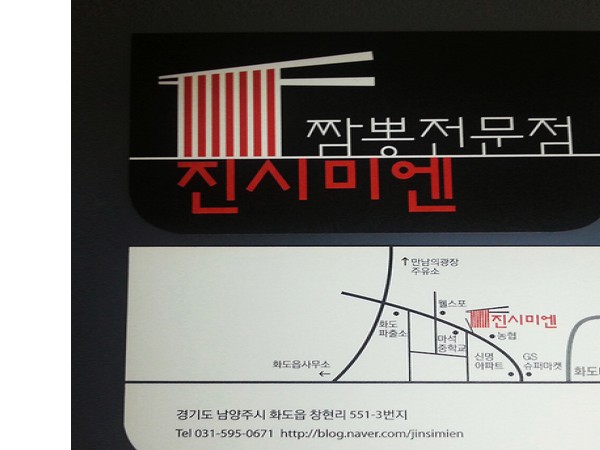 짬뽕전문점
진시미엔
↑만남의광장
주유소
웰스포
진시미엔
화도
파출소
마석
중학교
농협
신명
아파트
GS
슈퍼마켓
화도읍사무소
←
화도
경기도 남양주시 화도읍 창현리 551-3번지
Tel 031-595-0671 http://blog.naver.com/jinsimien